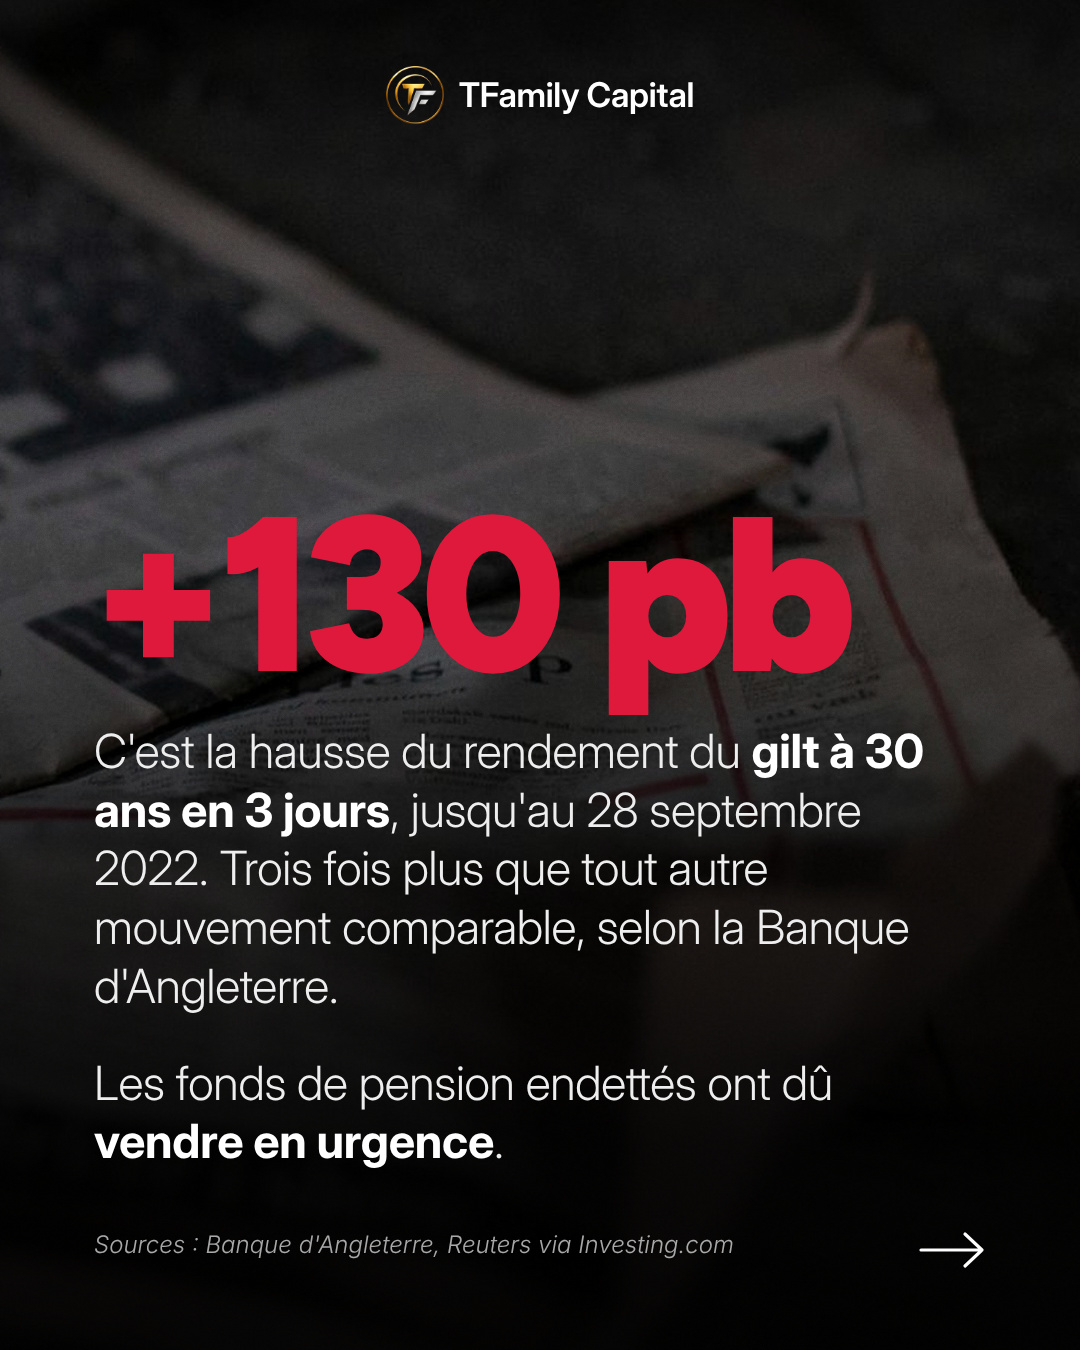 TF TFamily Capital
+130 pb
C'est la hausse du rendement du gilt à 30
ans en 3 jours, jusqu'au 28 septembre
2022. Trois fois plus que tout autre
mouvement comparable, selon la Banque
d'Angleterre.
Les fonds de pension endettés ont dû
vendre en urgence.
Sources : Banque d'Angleterre, Reuters via Investing.com